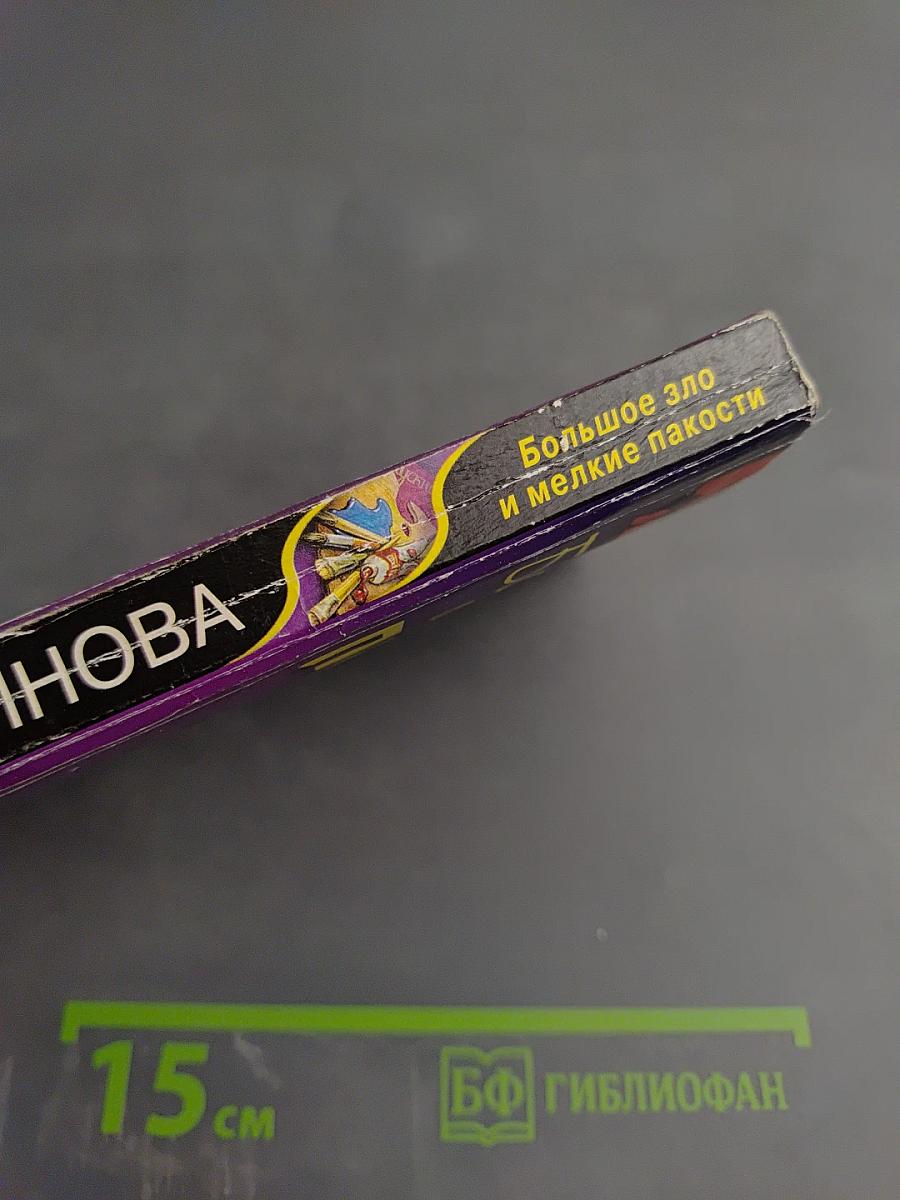 Большое зло
и мелкие пакости
НОВА
15 см
БФ ГИБЛИОФАН